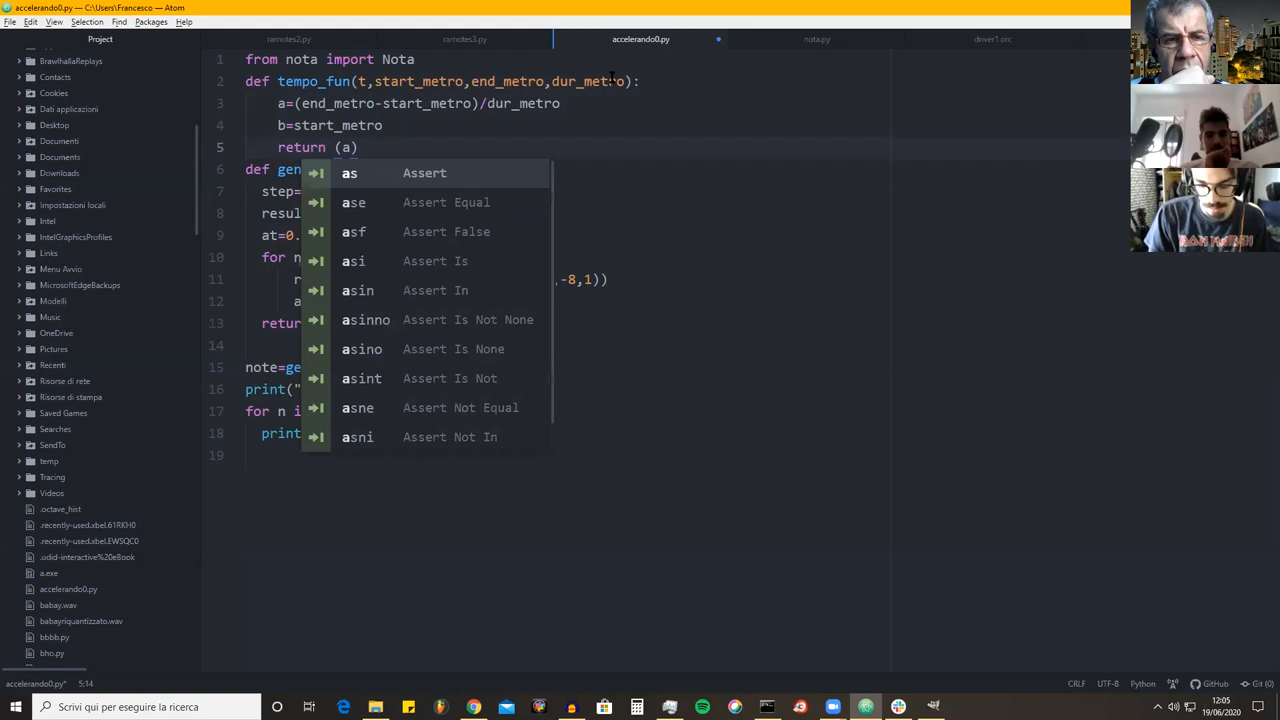 accelerando0.py — C:\Users\Francesco — Atom
File Edit View Selection Find Packages
Project
ramotes2.py
ramotes3.py
accelerando0.py
nota.py
driver1.orc
BrawlhallaReplays
Contacts
Cookies
Dati applicazioni
Desktop
Documenti
Documents
Downloads
Favorites
Impostazioni locali
Intel
IntelGraphicsProfiles
Links
Menu Avvio
MicrosoftEdgeBackups
Modelli
Music
OneDrive
Pictures
Recenti
Risorse di rete
Risorse di stampa
Saved Games
Searches
SendTo
temp
Tracing
Videos
.octave_hist
.recently-used.xbel.61RKH0
.recently-used.xbel.EWSQC0
.udid-interactive%20eBook
a.exe
accelerando0.py
babay.wav
babayriquantizzato.wav
bbbb.py
bho.py
1 from nota import Nota
2 def tempo_fun(t,start_metro,end_metro,dur_metro):
3 a=(end_metro-start_metro)/dur_metro
4 b=start_metro
5 return (a)
6 def gen
7 step=
8 resul
9 at=0.
10 for n
11 r ,-8,1))
12 a
13 retur
14
15 note=ge
16 print("
17 for n i
18 print
19
as Assert
ase Assert Equal
asf Assert False
asi Assert Is
asin Assert In
asinno Assert Is Not None
asino Assert Is None
asint Assert Is Not
asne Assert Not Equal
asni Assert Not In
IRON MAIDEN
accelerando0.py* 5:14
CRLF UTF-8 Python GitHub Git (0)
Scrivi qui per eseguire la ricerca
12:05
19/06/2020